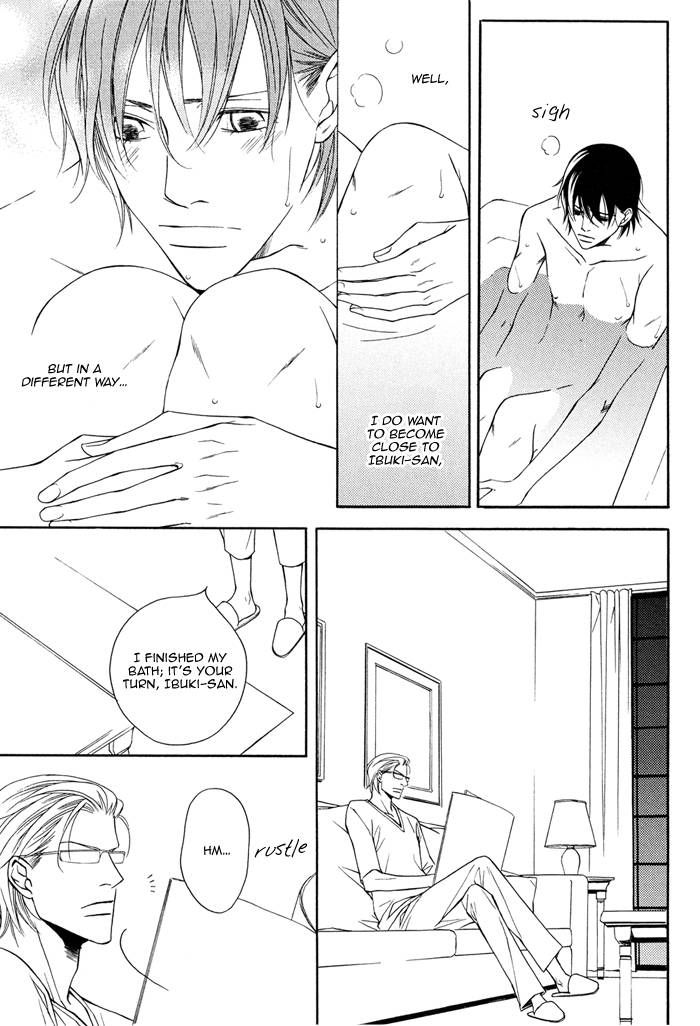 sigh
WELL,
I DO WANT
TO BECOME
CLOSE TO
IBUKI-SAN,
BUT IN A
DIFFERENT WAY...
I FINISHED MY
BATH; IT'S YOUR
TURN, IBUKI-SAN.
rustle
HM...